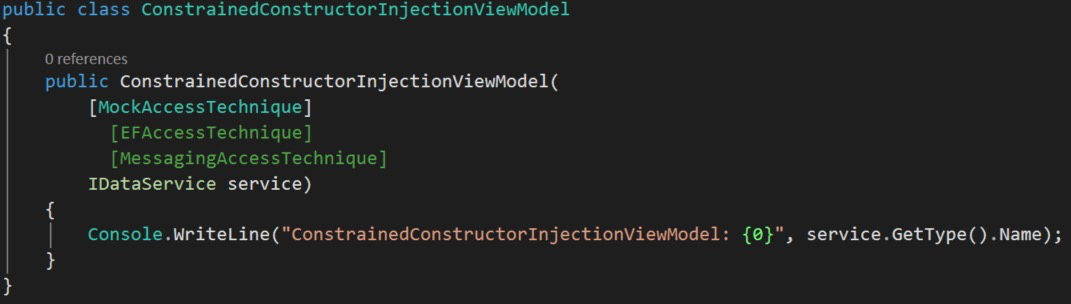 public class ConstrainedConstructorInjectionViewModel
{
0 references
public ConstrainedConstructorInjectionViewModel(
[MockAccessTechnique]
[EFAccessTechnique]
[MessagingAccessTechnique]
IDataService service)
{
Console.WriteLine("ConstrainedConstructorInjectionViewModel: {0}", service.GetType().Name);
}
}